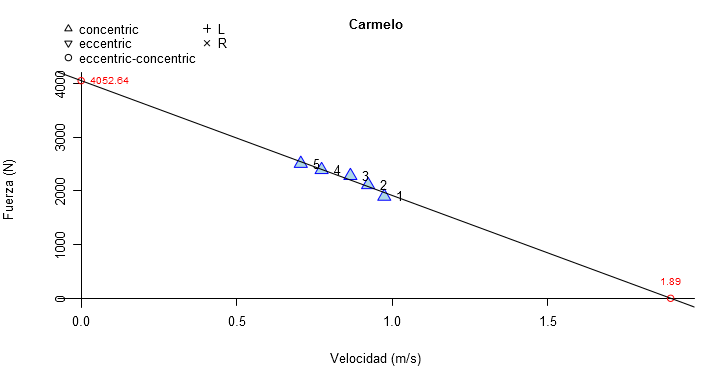 Carmelo
concentric
L
eccentric
R
eccentric-concentric
4052.64
4000
3000
2000
1000
0
Fuerza (N)
5
4
3
2
1
1.89
0.0
0.5
1.0
1.5
Velocidad (m/s)